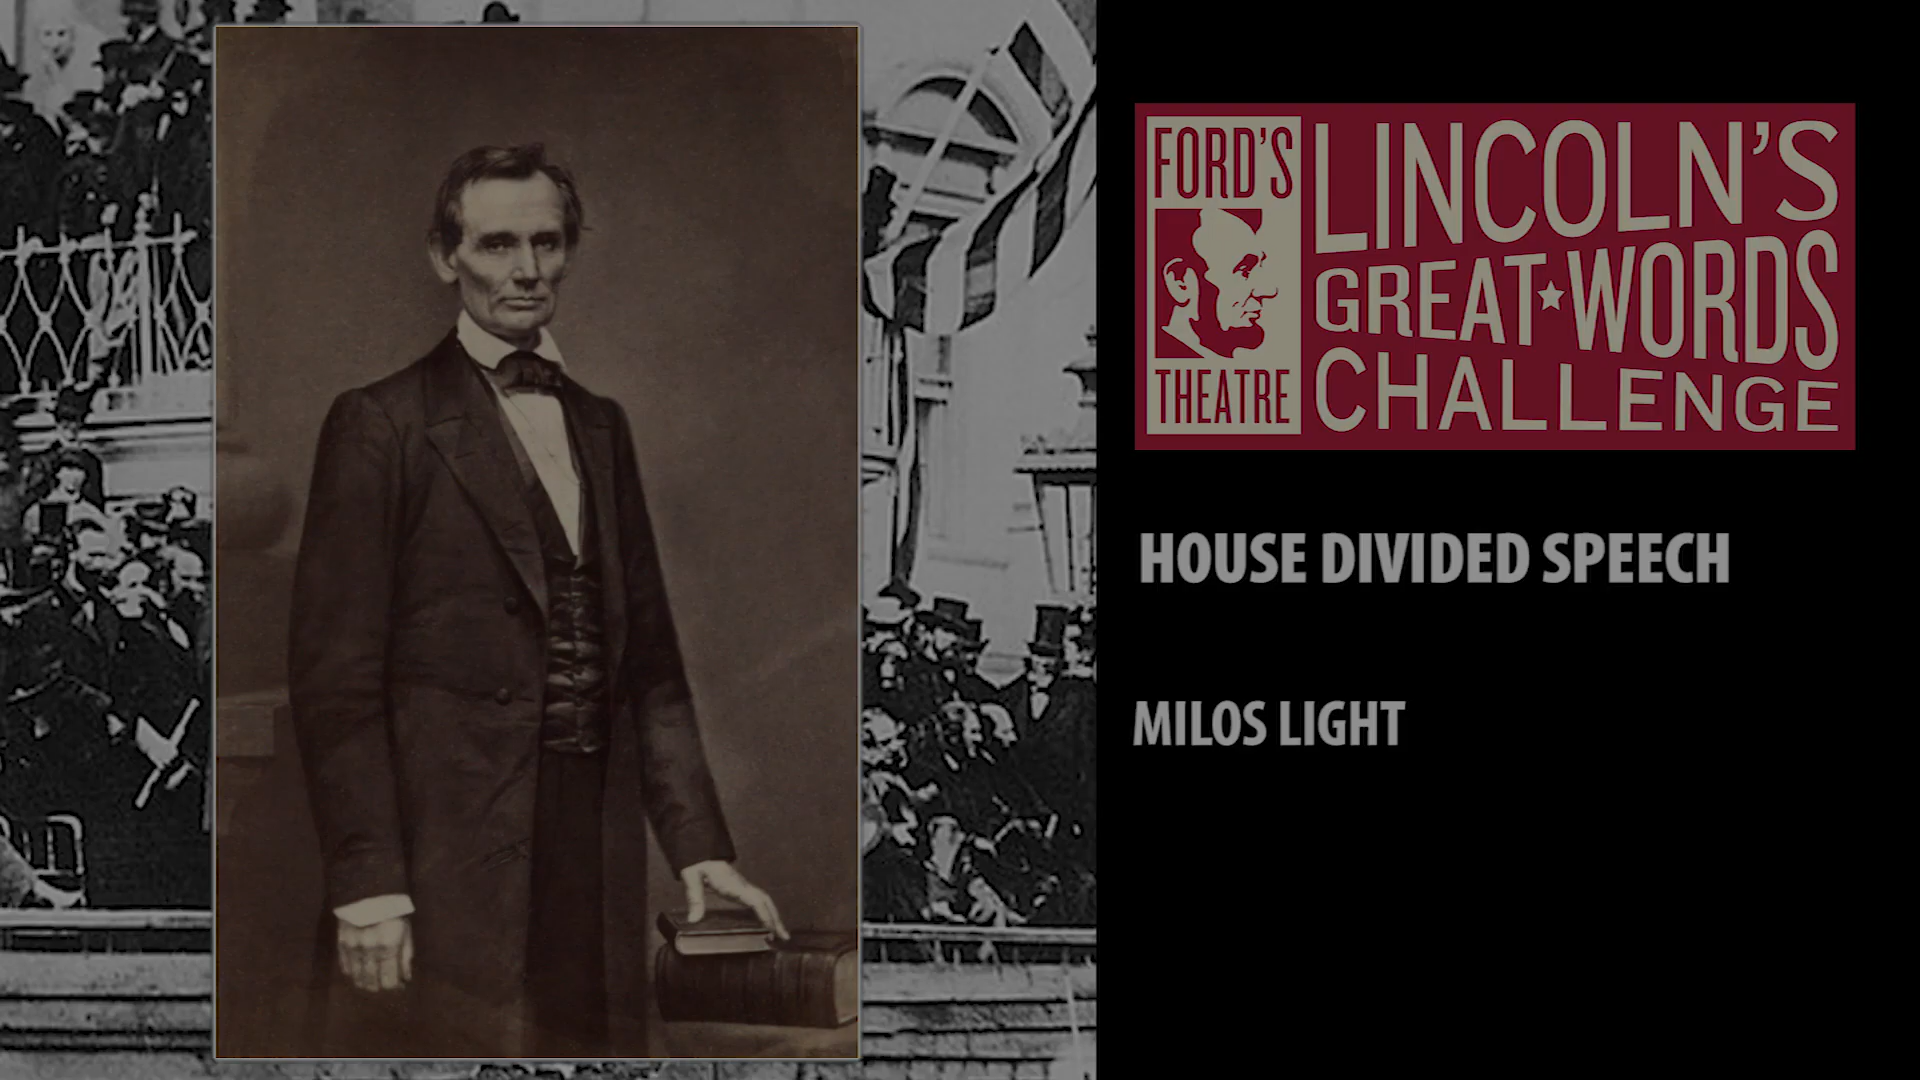 FORD'S
THEATRE
LINCOLN'S
GREAT★WORDS
CHALLENGE
HOUSE DIVIDED SPEECH
MILOS LIGHT